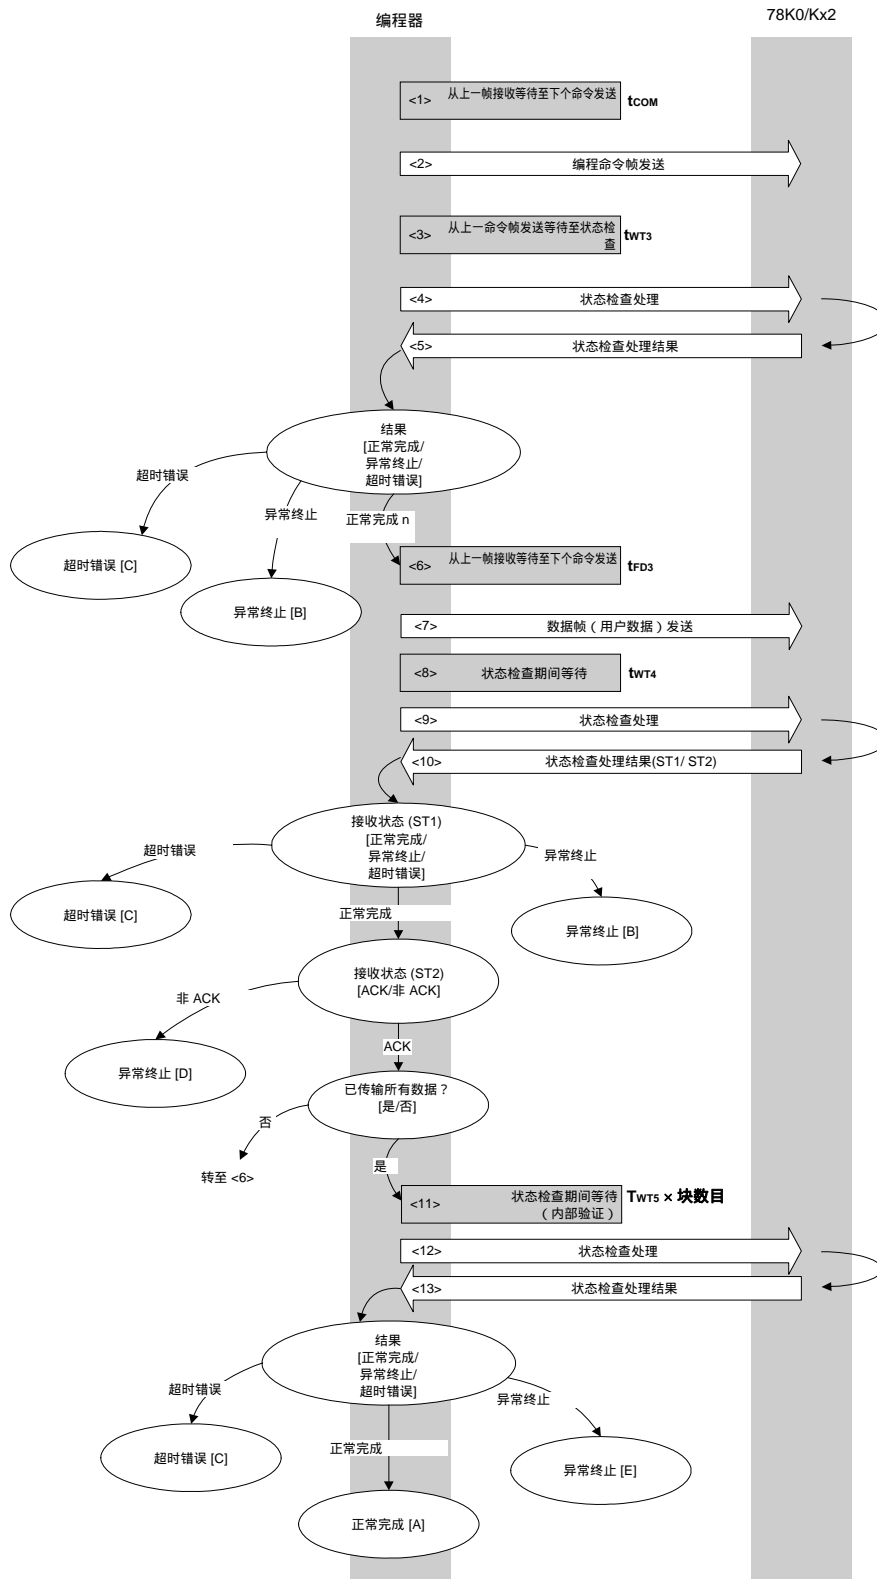 编程器
78K0/Kx2
<1> 从上一帧接收等待至下个命令发送 tCOM
<2> 编程命令帧发送
<3> 从上一命令帧发送等待至状态检
查
tWT3
<4> 状态检查处理
<5> 状态检查处理结果
结果
[正常完成/
异常终止/
超时错误]
超时错误
异常终止
正常完成 n
超时错误 [C]
异常终止 [B]
<6> 从上一帧接收等待至下个命令发送 tFD3
<7> 数据帧（用户数据）发送
<8> 状态检查期间等待 tWT4
<9> 状态检查处理
<10> 状态检查处理结果(ST1/ ST2)
接收状态 (ST1)
[正常完成/
异常终止/
超时错误]
超时错误
异常终止
超时错误 [C]
正常完成
异常终止 [B]
接收状态 (ST2)
[ACK/非 ACK]
非 ACK
ACK
异常终止 [D]
已传输所有数据？
[是/否]
否
转至 <6>
是
<11> 状态检查期间等待
（内部验证）
TWT5 × 块数目
<12> 状态检查处理
<13> 状态检查处理结果
结果
[正常完成/
异常终止/
超时错误]
超时错误
异常终止
正常完成
超时错误 [C]
异常终止 [E]
正常完成 [A]